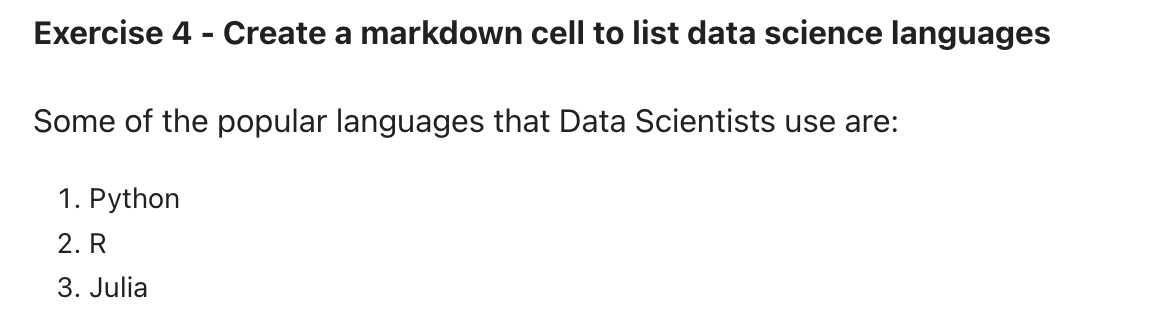 Exercise 4 - Create a markdown cell to list data science languages
Some of the popular languages that Data Scientists use are:
1. Python
2. R
3. Julia